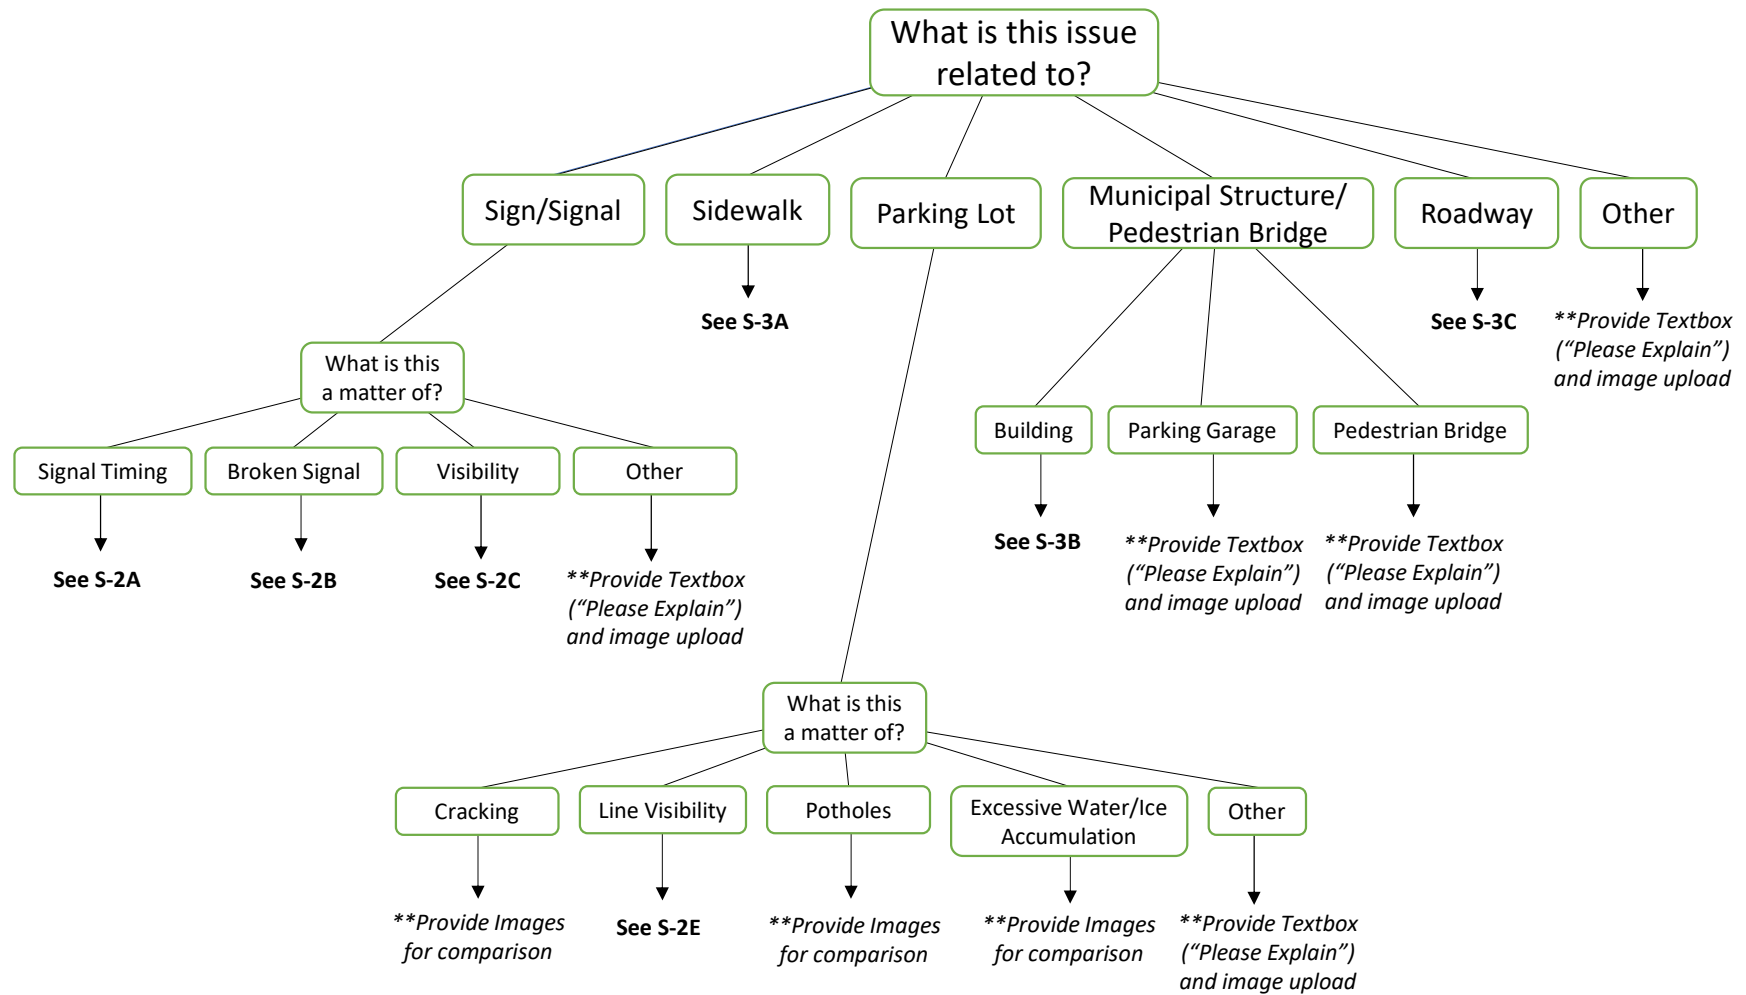 What is this issue
related to?
Sign/Signal
Sidewalk
Parking Lot
Municipal Structure/
Pedestrian Bridge
Roadway
Other
See S-3A
See S-3C
**Provide Textbox
(“Please Explain”)
and image upload
What is this
a matter of?
Signal Timing
Broken Signal
Visibility
Other
See S-2A
See S-2B
See S-2C
**Provide Textbox
(“Please Explain”)
and image upload
Building
Parking Garage
Pedestrian Bridge
See S-3B
**Provide Textbox
(“Please Explain”)
and image upload
**Provide Textbox
(“Please Explain”)
and image upload
What is this
a matter of?
Cracking
Line Visibility
Potholes
Excessive Water/Ice
Accumulation
Other
**Provide Images
for comparison
See S-2E
**Provide Images
for comparison
**Provide Images
for comparison
**Provide Textbox
(“Please Explain”)
and image upload